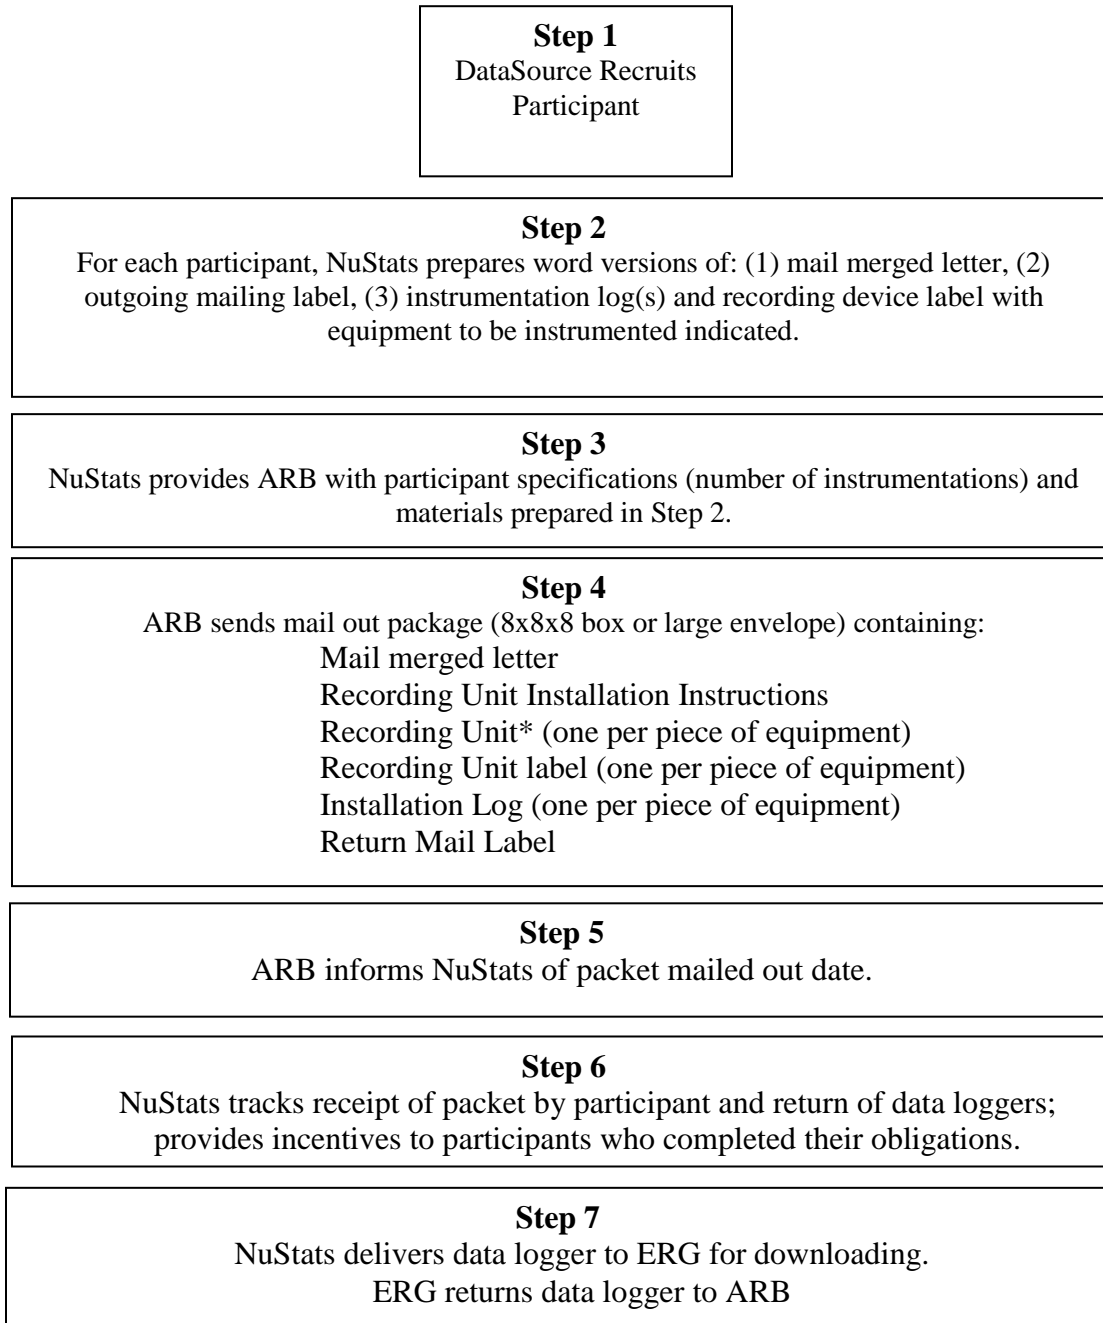 Step 1
DataSource Recruits
Participant
Step 2
For each participant, NuStats prepares word versions of: (1) mail merged letter, (2)
outgoing mailing label, (3) instrumentation log(s) and recording device label with
equipment to be instrumented indicated.
Step 3
NuStats provides ARB with participant specifications (number of instrumentations) and
materials prepared in Step 2.
Step 4
ARB sends mail out package (8x8x8 box or large envelope) containing:
Mail merged letter
Recording Unit Installation Instructions
Recording Unit* (one per piece of equipment)
Recording Unit label (one per piece of equipment)
Installation Log (one per piece of equipment)
Return Mail Label
Step 5
ARB informs NuStats of packet mailed out date.
Step 6
NuStats tracks receipt of packet by participant and return of data loggers;
provides incentives to participants who completed their obligations.
Step 7
NuStats delivers data logger to ERG for downloading.
ERG returns data logger to ARB